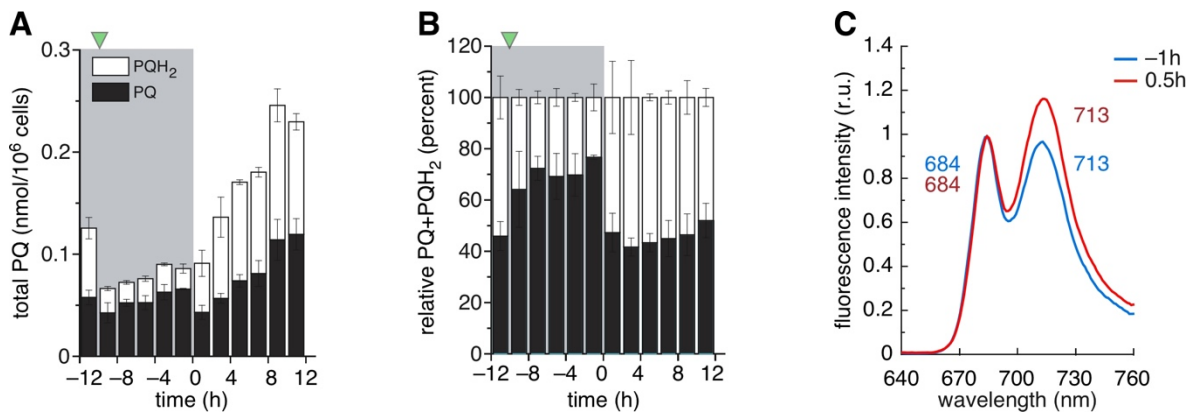 A
total PQ (nmol/10⁶ cells)
0.3
0.2
0.1
0
PQH₂
PQ
−12 −8 −4 0 4 8 12
time (h)
B
relative PQ+PQH₂ (percent)
120
100
80
60
40
20
0
−12 −8 −4 0 4 8 12
time (h)
C
fluorescence intensity (r.u.)
1.4
1.2
1
0.8
0.6
0.4
0.2
0
−1h
0.5h
713
713
684
684
640 670 700 730 760
wavelength (nm)